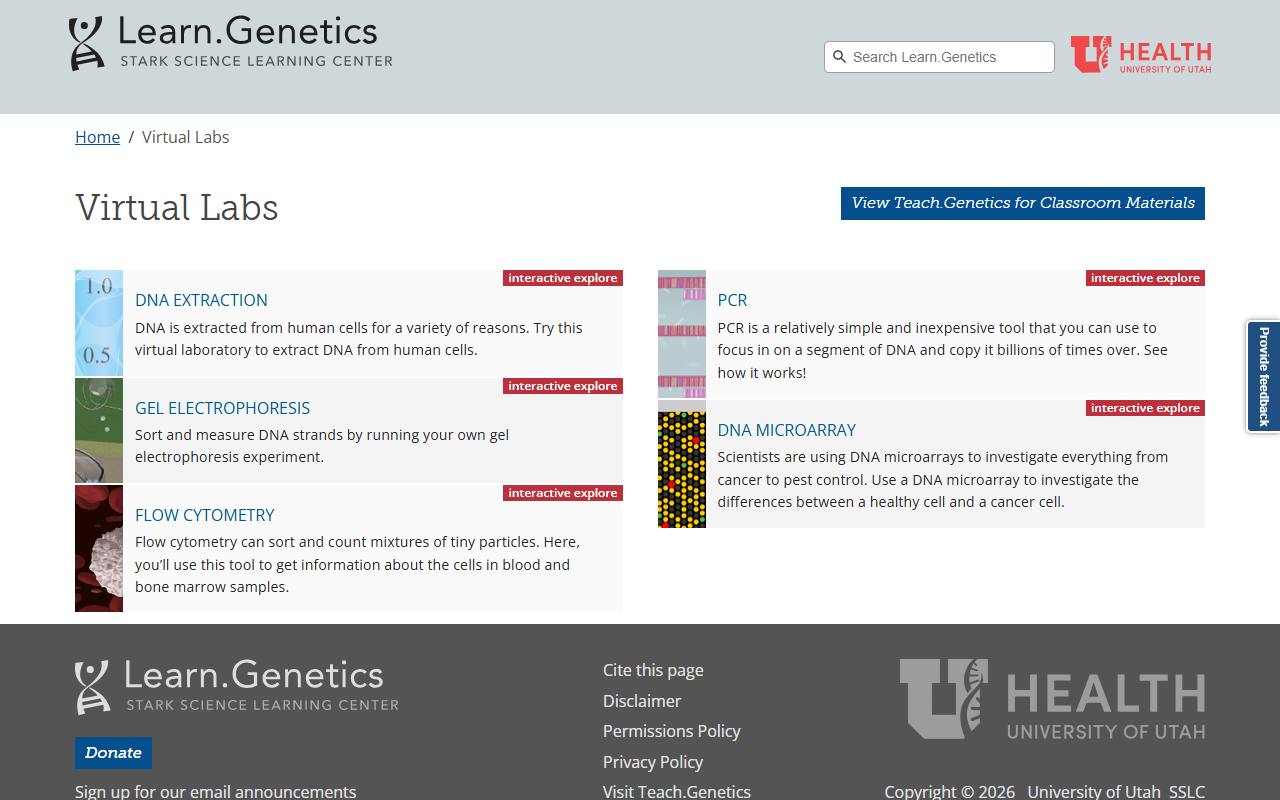 Learn.Genetics
STARK SCIENCE LEARNING CENTER
Search Learn.Genetics
U HEALTH
UNIVERSITY OF UTAH
Home / Virtual Labs
Virtual Labs
View Teach.Genetics for Classroom Materials
1.0
0.5
interactive explore
DNA EXTRACTION
DNA is extracted from human cells for a variety of reasons. Try this
virtual laboratory to extract DNA from human cells.
interactive explore
GEL ELECTROPHORESIS
Sort and measure DNA strands by running your own gel
electrophoresis experiment.
interactive explore
FLOW CYTOMETRY
Flow cytometry can sort and count mixtures of tiny particles. Here,
you’ll use this tool to get information about the cells in blood and
bone marrow samples.
interactive explore
PCR
PCR is a relatively simple and inexpensive tool that you can use to
focus in on a segment of DNA and copy it billions of times over. See
how it works!
interactive explore
DNA MICROARRAY
Scientists are using DNA microarrays to investigate everything from
cancer to pest control. Use a DNA microarray to investigate the
differences between a healthy cell and a cancer cell.
Provide feedback
Learn.Genetics
STARK SCIENCE LEARNING CENTER
Donate
Sign up for our email announcements
Cite this page
Disclaimer
Permissions Policy
Privacy Policy
Visit Teach.Genetics
U HEALTH
UNIVERSITY OF UTAH
Copyright © 2026 University of Utah SSLC